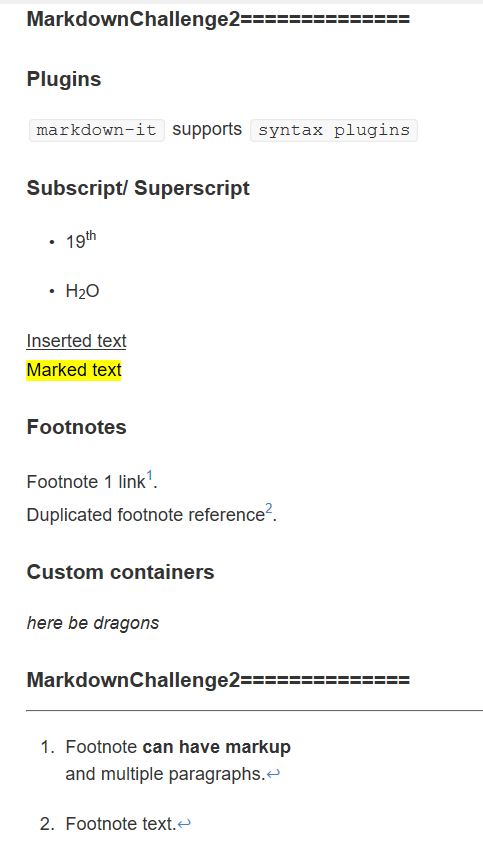 MarkdownChallenge2==============
Plugins
markdown-it supports syntax plugins
Subscript/ Superscript
• 19th
• H2O
Inserted text
Marked text
Footnotes
Footnote 1 link1.
Duplicated footnote reference2.
Custom containers
here be dragons
MarkdownChallenge2==============
1. Footnote can have markup
and multiple paragraphs.↩
2. Footnote text.↩